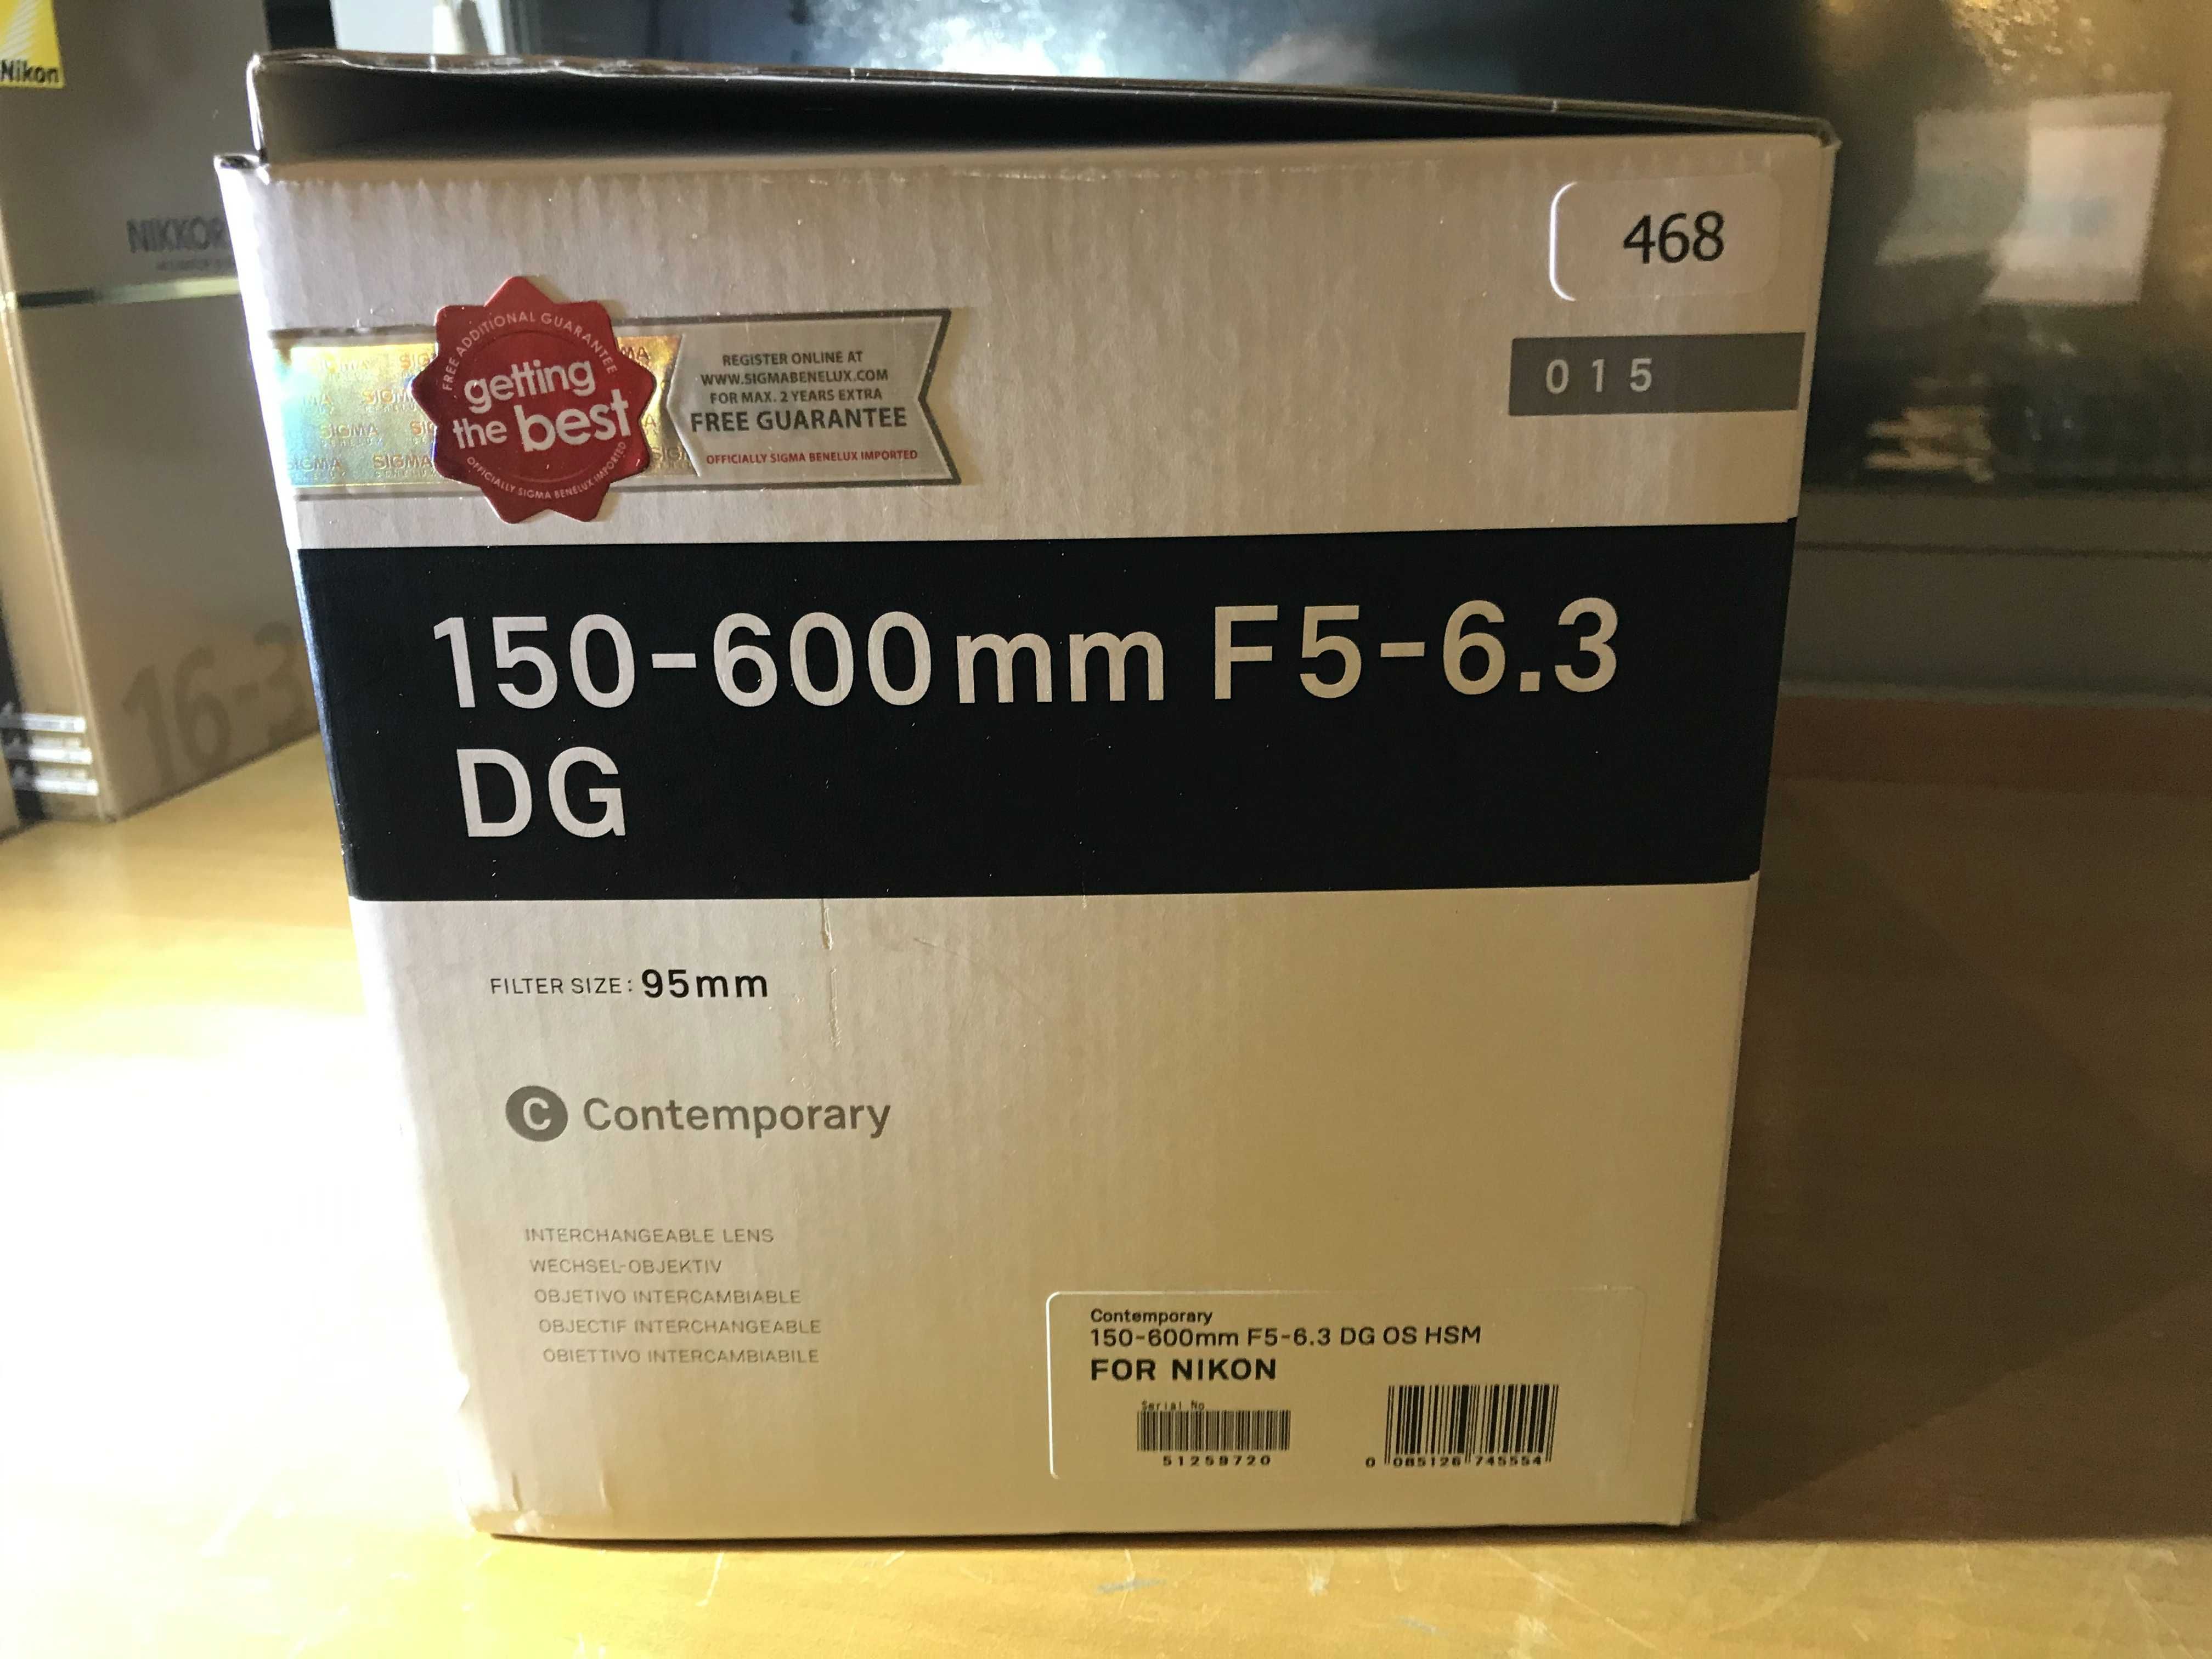 Nikon
NIKKOR
16-3
468
015
FREE ADDITIONAL GUARANTEE
getting
the best
OFFICIALLY SIGMA BENELUX IMPORTED
REGISTER ONLINE AT
WWW.SIGMABENELUX.COM
FOR MAX. 2 YEARS EXTRA
FREE GUARANTEE
OFFICIALLY SIGMA BENELUX IMPORTED
150-600mm F5-6.3
DG
FILTER SIZE: 95mm
C Contemporary
INTERCHANGEABLE LENS
WECHSEL-OBJEKTIV
OBJETIVO INTERCAMBIABLE
OBJECTIF INTERCHANGEABLE
OBIETTIVO INTERCAMBIABILE
Contemporary
150-600mm F5-6.3 DG OS HSM
FOR NIKON
Serial No
51259720
0 085126 745554